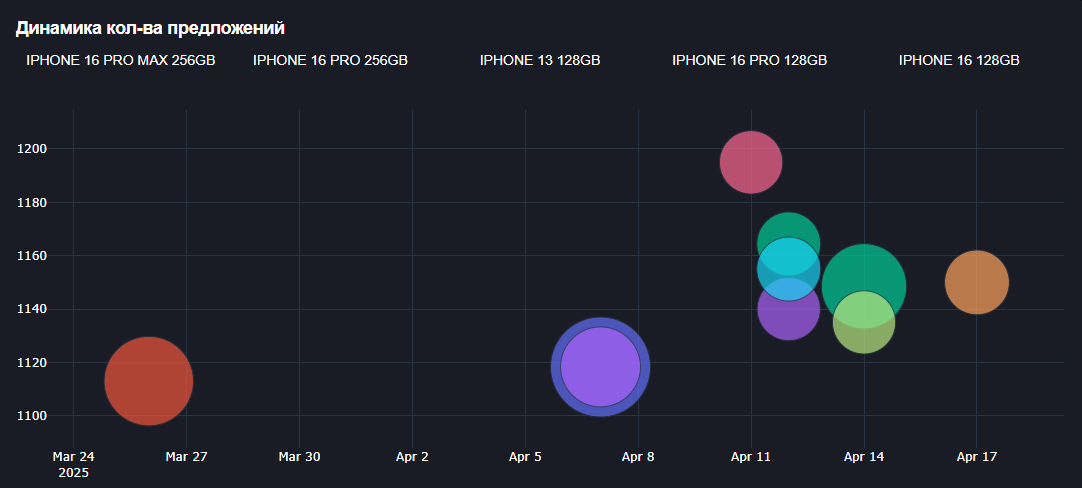 Динамика кол-ва предложений
IPHONE 16 PRO MAX 256GB IPHONE 16 PRO 256GB IPHONE 13 128GB IPHONE 16 PRO 128GB IPHONE 16 128GB
1200
1180
1160
1140
1120
1100
Mar 24 Mar 27 Mar 30 Apr 2 Apr 5 Apr 8 Apr 11 Apr 14 Apr 17
2025